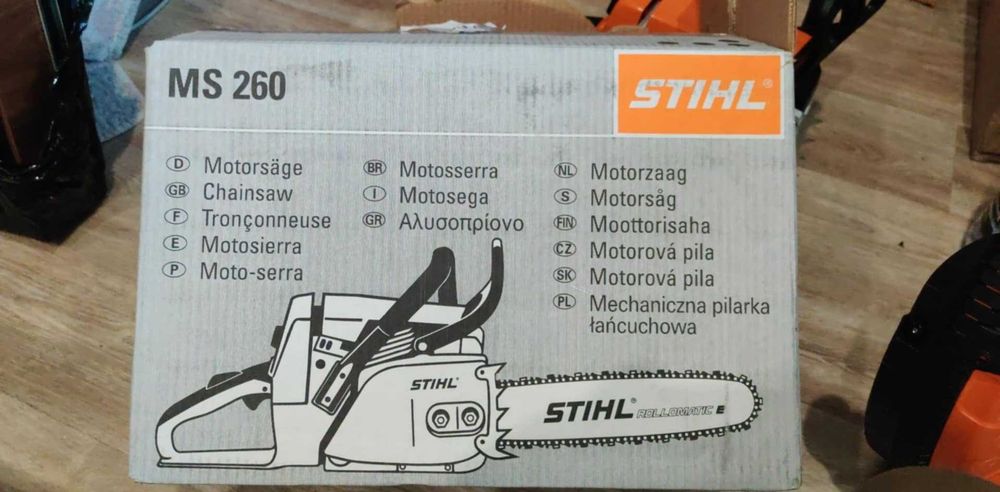 MS 260
STIHL®
D Motorsäge
GB Chainsaw
F Tronçonneuse
E Motosierra
P Moto-serra
BR Motosserra
I Motosega
GR Αλυσοπρίονο
NL Motorzaag
S Motorsåg
FIN Moottorisaha
CZ Motorová pila
SK Motorová pila
PL Mechaniczna pilarka
łańcuchowa
STIHL®
STIHL® ROLLOMATIC E